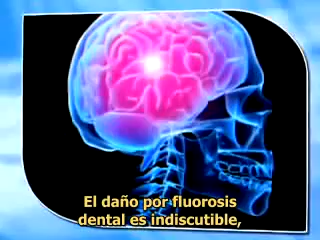 El daño por fluorosis
dental es indiscutible,